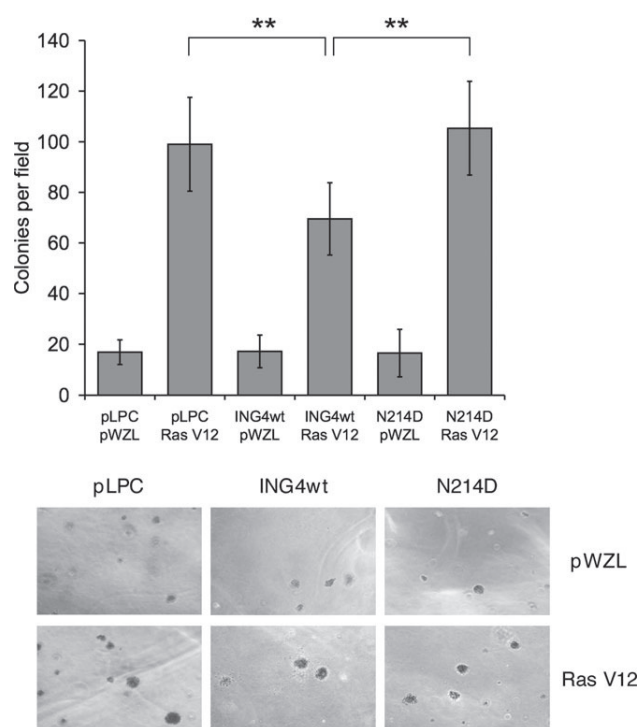 ** **
140
120
100
80
60
40
20
0
Colonies per field
pLPC pLPC ING4wt ING4wt N214D N214D
pWZL Ras V12 pWZL Ras V12 pWZL Ras V12
pLPC ING4wt N214D
pWZL
Ras V12